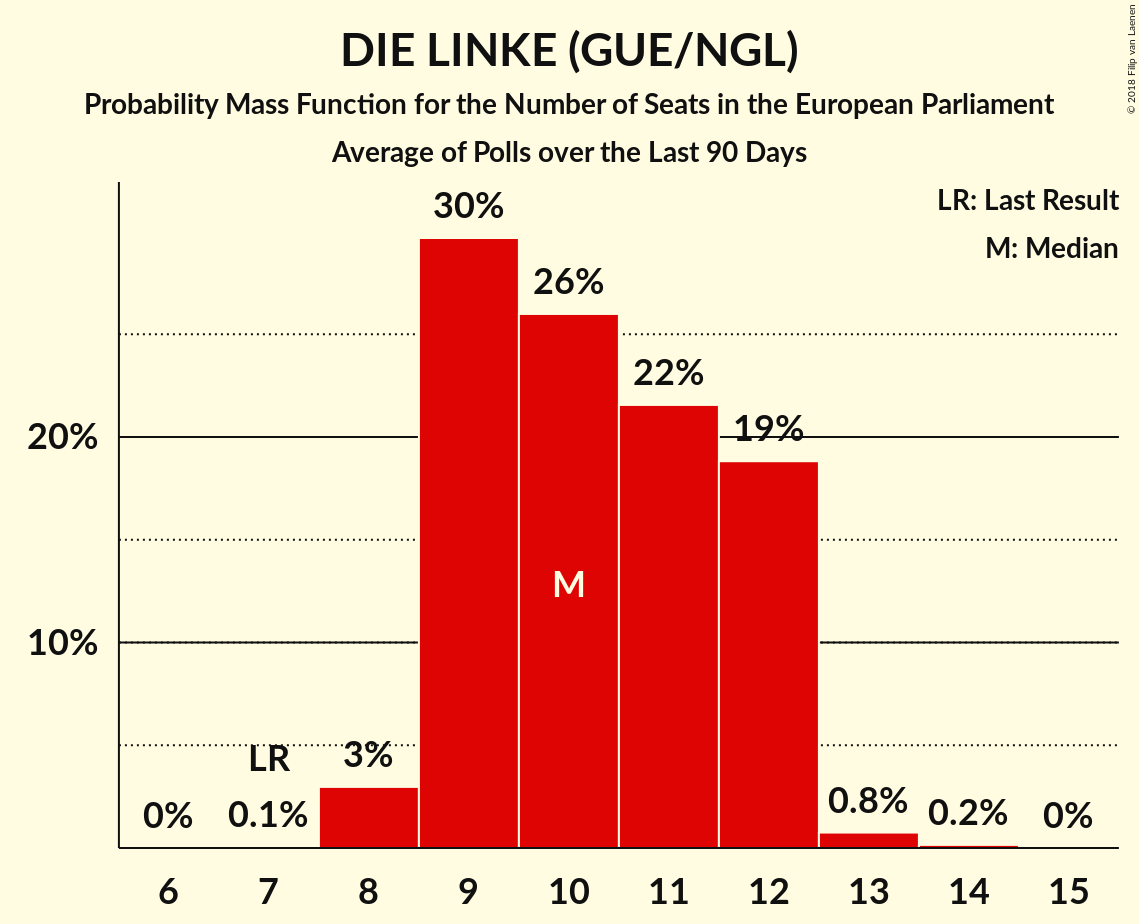 DIE LINKE (GUE/NGL)
Probability Mass Function for the Number of Seats in the European Parliament
Average of Polls over the Last 90 Days
© 2018 Filip van Laenen
LR: Last Result
M: Median
30%
26%
22%
19%
20%
M
10%
LR
3%
0%
0.1%
0.8%
0.2%
0%
6 7 8 9 10 11 12 13 14 15